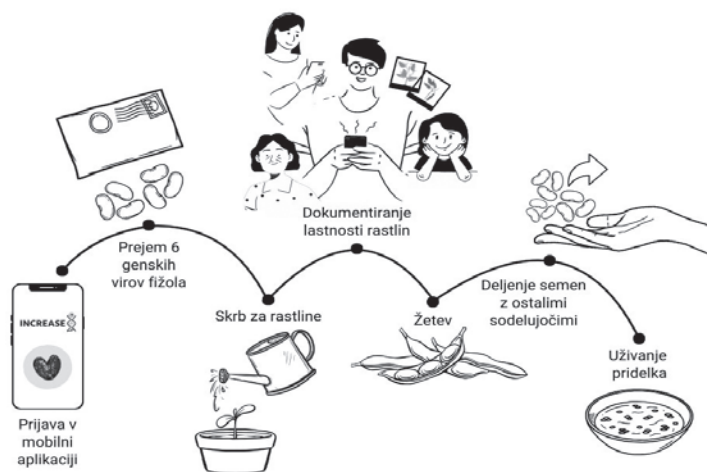 INCREASE
Prijava v
mobilni
aplikaciji
Prejem 6
genskih
virov fižola
Skrb za rastline
Dokumentiranje
lastnosti rastlin
Žetev
Deljenje semen
z ostalimi
sodelujočimi
Uživanje
pridelka